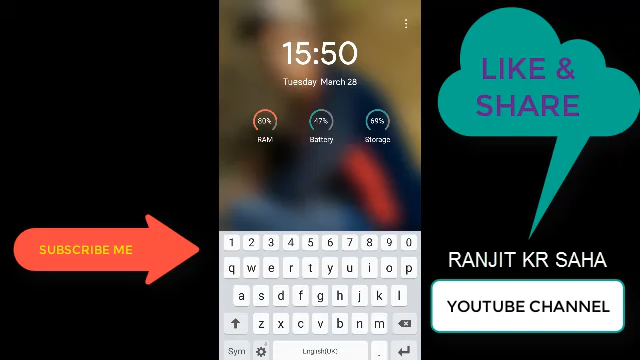 15:50
Tuesday March 28
80%
47%
69%
RAM
Battery
Storage
LIKE &
SHARE
SUBSCRIBE ME
RANJIT KR SAHA
YOUTUBE CHANNEL
1 2 3 4 5 6 7 8 9 0
q w e r t y u i o p
a s d f g h j k l
z x c v b n m
Sym English(UK) .